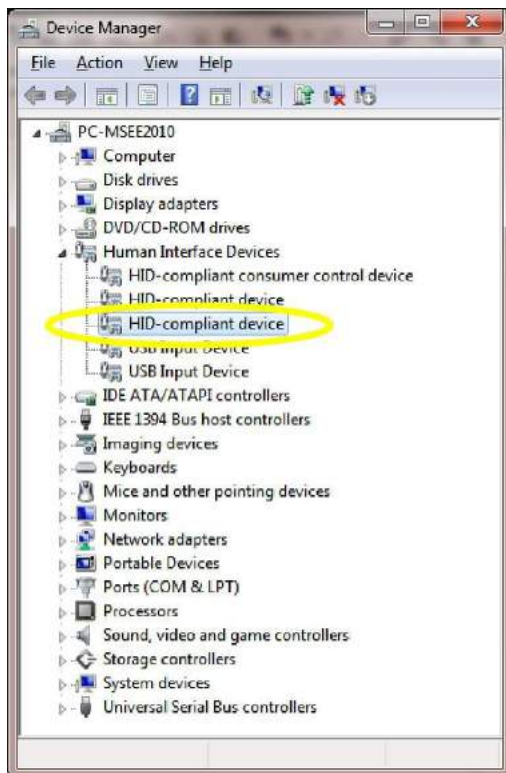 Device Manager
File Action View Help
PC-MSEE2010
Computer
Disk drives
Display adapters
DVD/CD-ROM drives
Human Interface Devices
HID-compliant consumer control device
HID-compliant device
HID-compliant device
USB Input Device
USB Input Device
IDE ATA/ATAPI controllers
IEEE 1394 Bus host controllers
Imaging devices
Keyboards
Mice and other pointing devices
Monitors
Network adapters
Portable Devices
Ports (COM & LPT)
Processors
Sound, video and game controllers
Storage controllers
System devices
Universal Serial Bus controllers